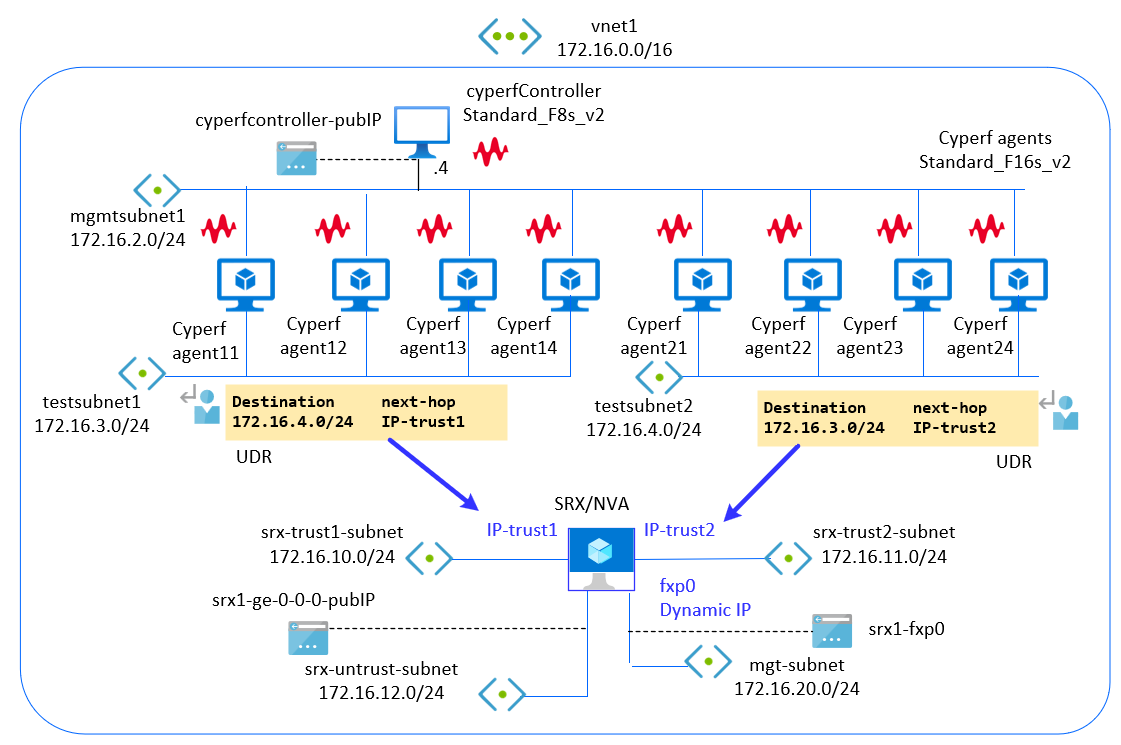 vnet1
172.16.0.0/16
cyperfController
Standard_F8s_v2
cyperfcontroller-pubIP
.4
Cyperf agents
Standard_F16s_v2
mgmtsubnet1
172.16.2.0/24
Cyperf
agent11
Cyperf
agent12
Cyperf
agent13
Cyperf
agent14
Cyperf
agent21
Cyperf
agent22
Cyperf
agent23
Cyperf
agent24
testsubnet1
172.16.3.0/24
Destination next-hop
172.16.4.0/24 IP-trust1
UDR
testsubnet2
172.16.4.0/24
Destination next-hop
172.16.3.0/24 IP-trust2
UDR
SRX/NVA
IP-trust1
IP-trust2
srx-trust1-subnet
172.16.10.0/24
srx-trust2-subnet
172.16.11.0/24
fxp0
Dynamic IP
srx1-ge-0-0-0-pubIP
srx1-fxp0
srx-untrust-subnet
172.16.12.0/24
mgt-subnet
172.16.20.0/24